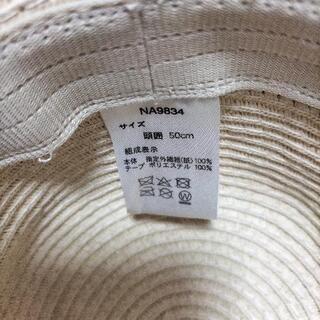 NA9834
サイズ
頭囲 50cm
組成表示
本体 指定外繊維(紙)100%
テープ ポリエステル 100%